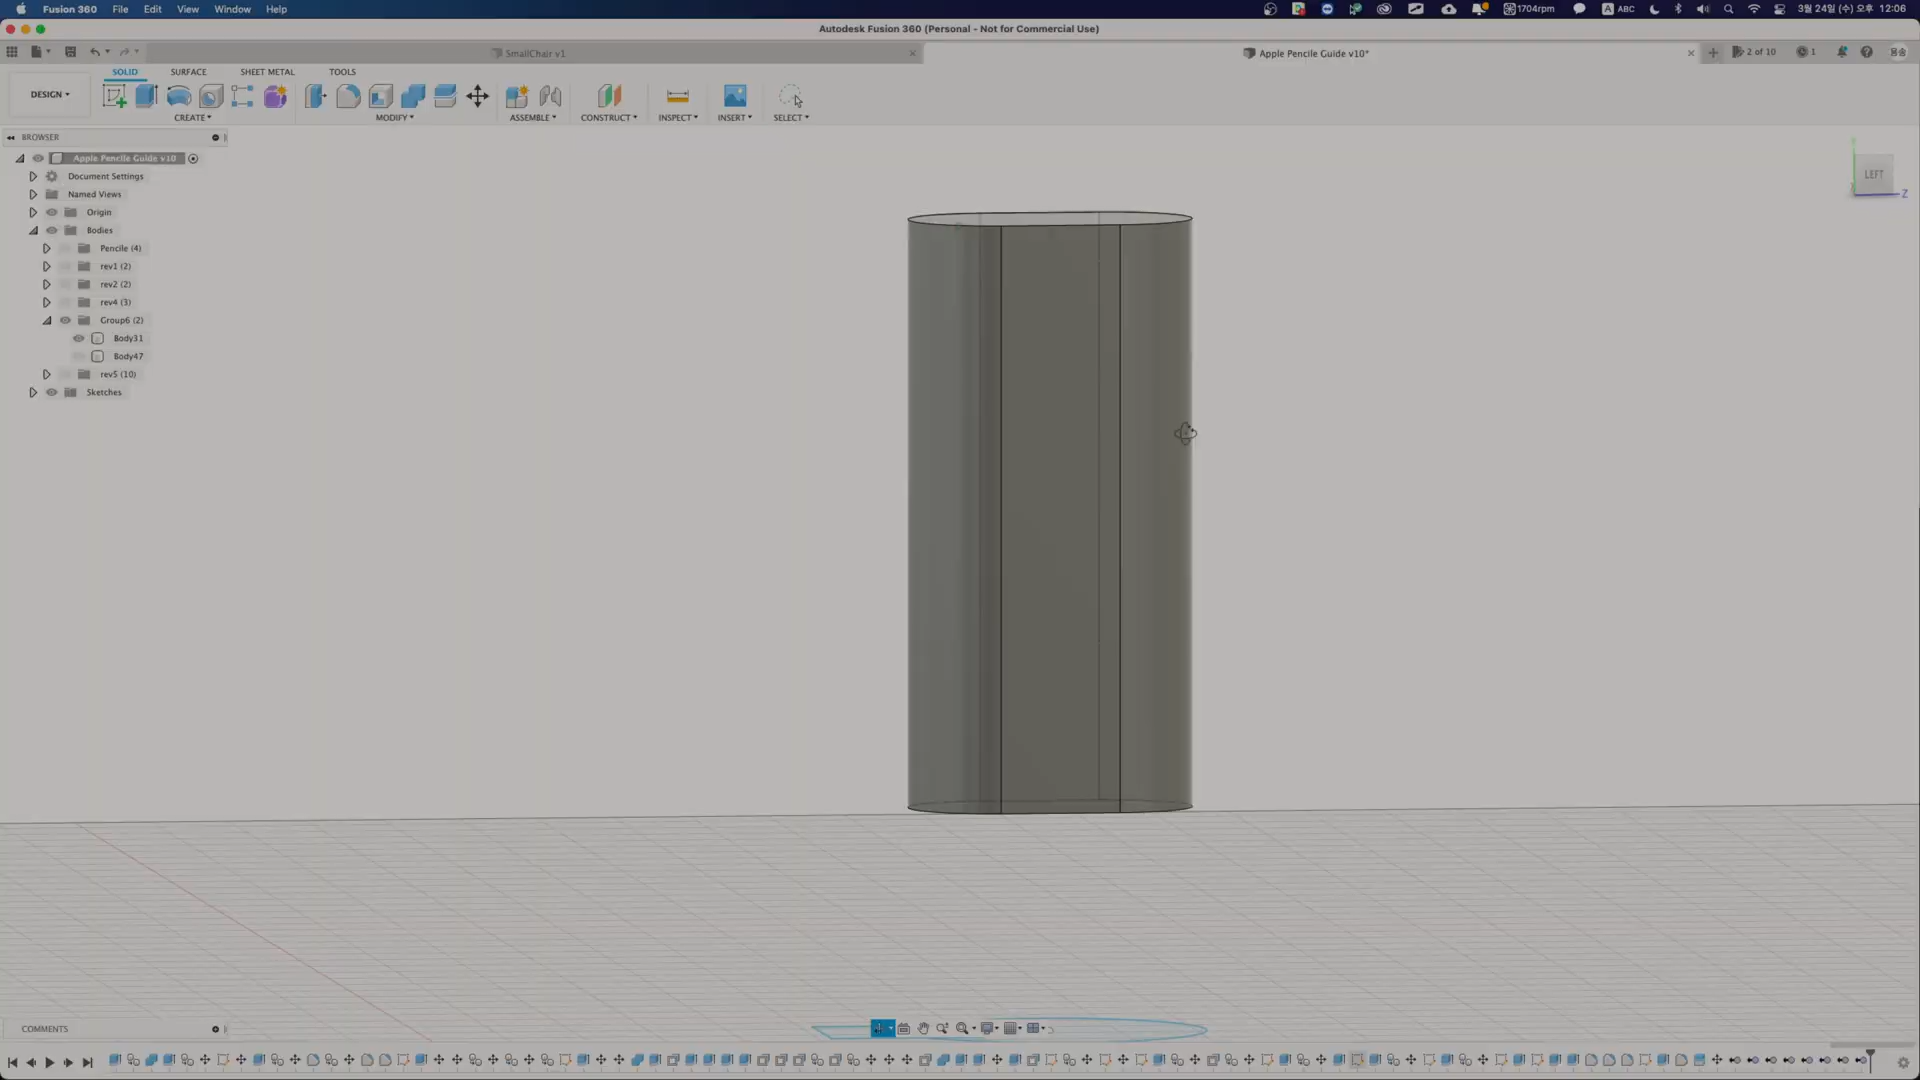 Fusion 360 File Edit View Window Help
1704rpm ABC 3월 24일 (수) 오후 12:06
Autodesk Fusion 360 (Personal - Not for Commercial Use)
SmallChair v1
Apple Pencile Guide v10*
2 of 10
1
SOLID SURFACE SHEET METAL TOOLS
DESIGN
CREATE MODIFY ASSEMBLE CONSTRUCT INSPECT INSERT SELECT
BROWSER
Apple Pencile Guide v10
Document Settings
Named Views
Origin
Bodies
Pencile (4)
rev1 (2)
rev2 (2)
rev4 (3)
Group6 (2)
Body31
Body47
rev5 (10)
Sketches
LEFT
Z
COMMENTS